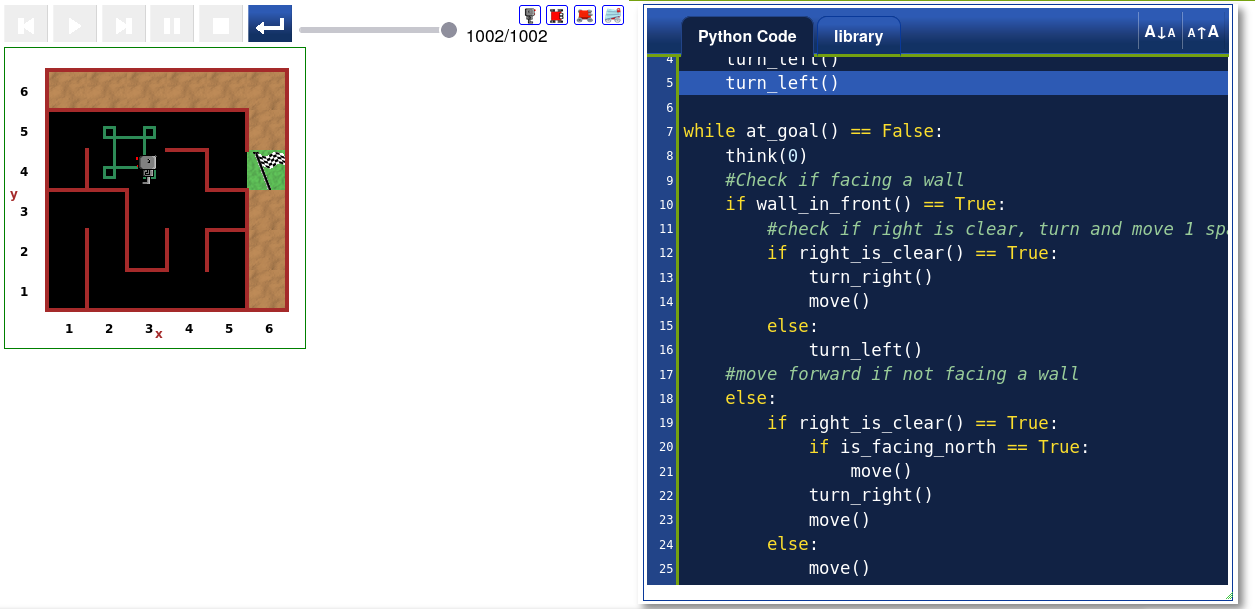 1002/1002
6
5
4
3
2
1
y
1 2 3 4 5 6
x
Python Code library
A↓A A↑A
4 turn_left()
5 turn_left()
6
7 while at_goal() == False:
8 think(0)
9 #Check if facing a wall
10 if wall_in_front() == True:
11 #check if right is clear, turn and move 1 spa
12 if right_is_clear() == True:
13 turn_right()
14 move()
15 else:
16 turn_left()
17 #move forward if not facing a wall
18 else:
19 if right_is_clear() == True:
20 if is_facing_north == True:
21 move()
22 turn_right()
23 move()
24 else:
25 move()